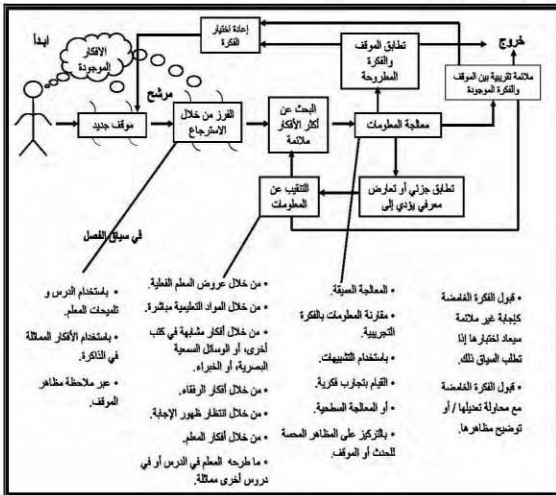 ابدأ
الأفكار
الموجودة
إعادة اختيار
الفكرة
تطابق الموقف
والفكرة
المطروحة
خروج
ملائمة تقريبية بين الموقف
والفكرة الموجودة
مرشح
موقف جديد
الفرز من خلال
الاسترجاع
البحث عن
أكثر الأفكار
ملائمة
معالجة المعلومات
التنقيب عن
المعلومات
تطابق جزئي أو تعارض
معرفي يؤدي إلى
في سياق الفصل
• باستخدام الدرس و
تلميحات المعلم.
• باستخدام الأفكار المماثلة
في الذاكرة.
• عبر ملاحظة مظاهر
الموقف.
• من خلال عروض المعلم الفعلية.
• من خلال المواد التعليمية مباشرة.
• من خلال أفكار مشابهة في كتب
أخرى، أو الوسائل السمعية
البصرية، أو الخبراء.
• من خلال أفكار الرفقاء.
• من خلال انتظار ظهور الإجابة.
• من خلال أفكار المعلم.
• ما طرحه المعلم في الدرس أو في
دروس أخرى مماثلة.
• المعالجة العميقة.
• مقارنة المعلومات بالفكرة
التجريبية.
• باستخدام التشبيهات.
• القيام بتجارب فكرية.
• أو المعالجة السطحية.
• بالتركيز على المظاهر المحسة
للحدث أو الموقف.
• قبول الفكرة الغامضة
كإجابة غير ملائمة
سيعاد اختبارها إذا
تطلب السياق ذلك.
• قبول الفكرة الغامضة
مع محاولة تعديلها / أو
توضيح مظاهرها.